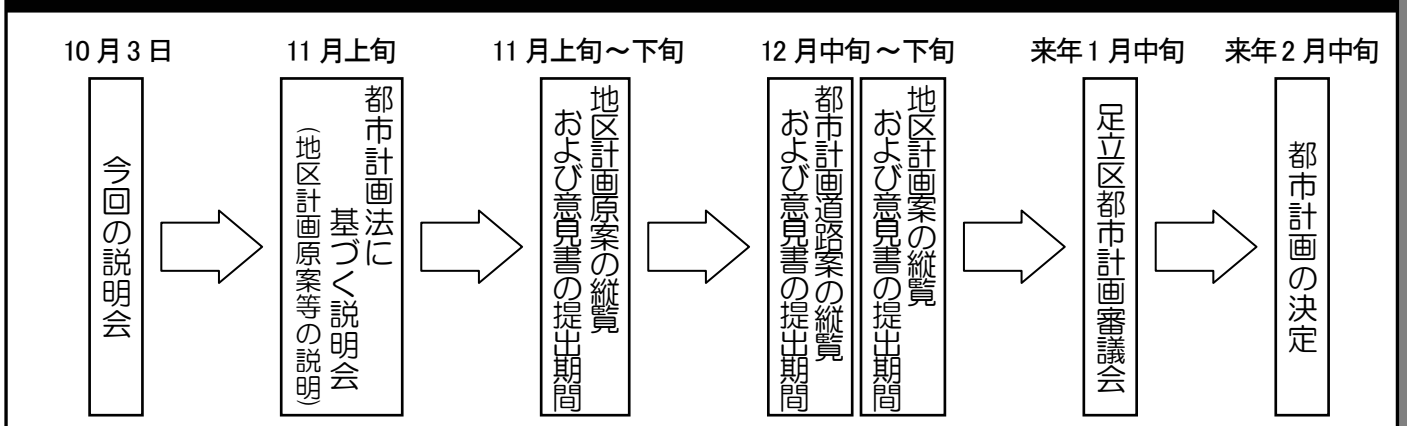 10月3日
今回の説明会
11月上旬
都市計画法に
基づく説明会
(地区計画原案等の説明)
11月上旬～下旬
地区計画原案の縦覧
および意見書の提出期間
12月中旬～下旬
都市計画道路案の縦覧
および意見書の提出期間
地区計画案の縦覧
および意見書の提出期間
来年1月中旬
足立区都市計画審議会
来年2月中旬
都市計画の決定